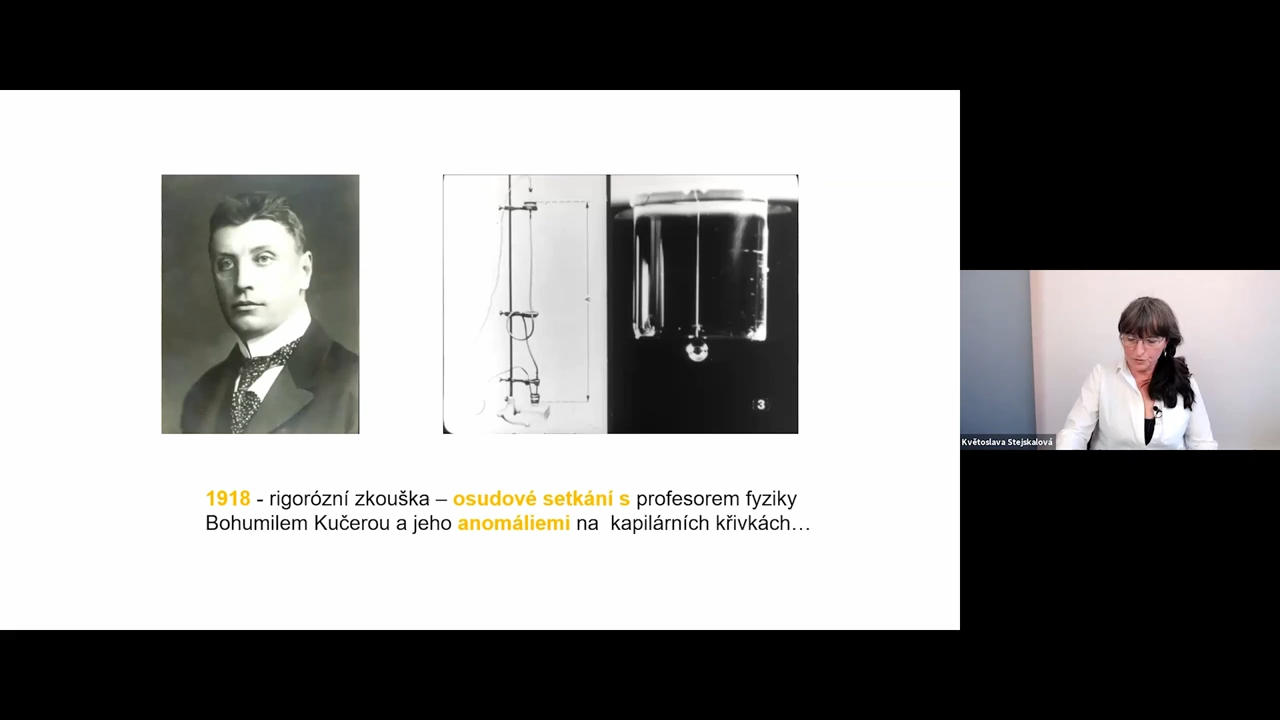 3
Květoslava Stejskalová
1918 - rigorózní zkouška – osudové setkání s profesorem fyziky
Bohumilem Kučerou a jeho anomáliemi na  kapilárních křivkách…